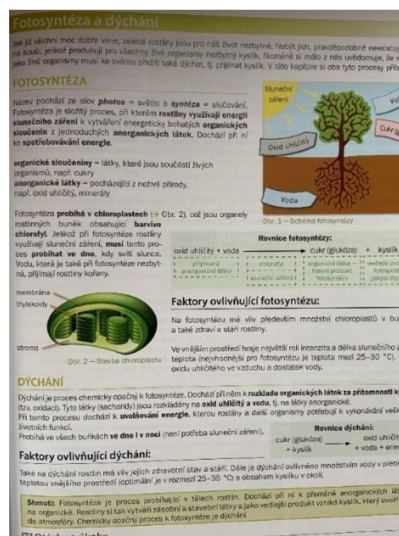 Fotosyntéza a dýchání
Jak již všichni moc dobře víme, zelená rostliny jsou pro náš život nezbytné. Nebýt jich, pravděpodobně
na souši, jelikož produkují pro všechny živé organismy nezbytný kyslík. Nicméně si málo z nás uvědomuje, že
jako živé organismy musí ke svému přežití také dýchat, tj. přijímat kyslík. V této kapitole si oba tyto procesy
FOTOSYNTÉZA
Název pochází ze slov photos = světlo a syntéza = slučování.
Fotosyntéza je složitý proces, při kterém rostliny využívají energii
slunečního záření k vytváření energeticky bohatých organických
sloučenin z jednoduchých anorganických látek. Dochází při ní
ke spotřebovávání energie.
Sluneční
záření
Oxid uhličitý
Voda
organické sloučeniny – látky, které jsou součástí živých
organismů, např. cukry
anorganické látky – pocházející z neživé přírody,
např. oxid uhličitý, minerály
Obr. 1 – Schéma fotosyntézy
Fotosyntéza probíhá v chloroplastech (→ Obr. 2), což jsou organely
rostlinných buněk obsahující barvivo
chlorofyl. Jelikož při fotosyntéze rostliny
využívají sluneční záření, musí tento pro-
ces probíhat ve dne, kdy svítí slunce.
Vodu, která je také při fotosyntéze nezbyt-
ná, přijímají rostliny kořeny.
Rovnice fotosyntézy:
oxid uhličitý + voda
cukr (glukóza) + kyslík
přijímané
anorganické látky
chlorofyl
sluneční záření
organická látka –
hlavní produkt
fotosyntézy
membrána
thylakoidy
stroma
Obr. 2 – Stavba chloroplastu
Faktory ovlivňující fotosyntézu:
Na fotosyntézu má vliv především množství chloroplastů v
a také zdraví a stáří rostliny.
Ve vnějším prostředí hraje největší roli intenzita a délka slunečního
teplota (nejvhodnější pro fotosyntézu je teplota mezi 25–30 °C),
oxidu uhličitého ve vzduchu a dostatek vody.
DÝCHÁNÍ
Dýchání je proces chemicky opačný k fotosyntéze. Dochází při něm k rozkladu organických látek za přítomnosti
(tzv. oxidaci). Tyto látky (sacharidy) jsou rozkládány na oxid uhličitý a vodu, tj. na látky anorganické.
Při tomto procesu dochází k uvolňování energie, kterou rostliny a další organismy potřebují k vykonávání
životních funkcí.
Probíhá ve všech buňkách ve dne i v noci (není potřeba sluneční záření).
Rovnice dýchání:
cukr (glukóza)
+ kyslík
oxid
+ voda +
Faktory ovlivňující dýchání:
Také na dýchání rostlin má vliv jejich zdravotní stav a stáří. Dále je dýchání ovlivněno množstvím vody v
teplotou vnějšího prostředí (optimální je v rozmezí 25–35 °C) a obsahem kyslíku v okolí.
Shrnutí: Fotosyntéza je proces probíhající v tělech rostlin. Dochází při ní k přeměně anorganických
na organické. Rostliny si tak vytváří zásobní a stavební látky a jako vedlejší produkt vzniká kyslík, který
do atmosféry. Chemicky opačný proces k fotosyntéze je dýchání.